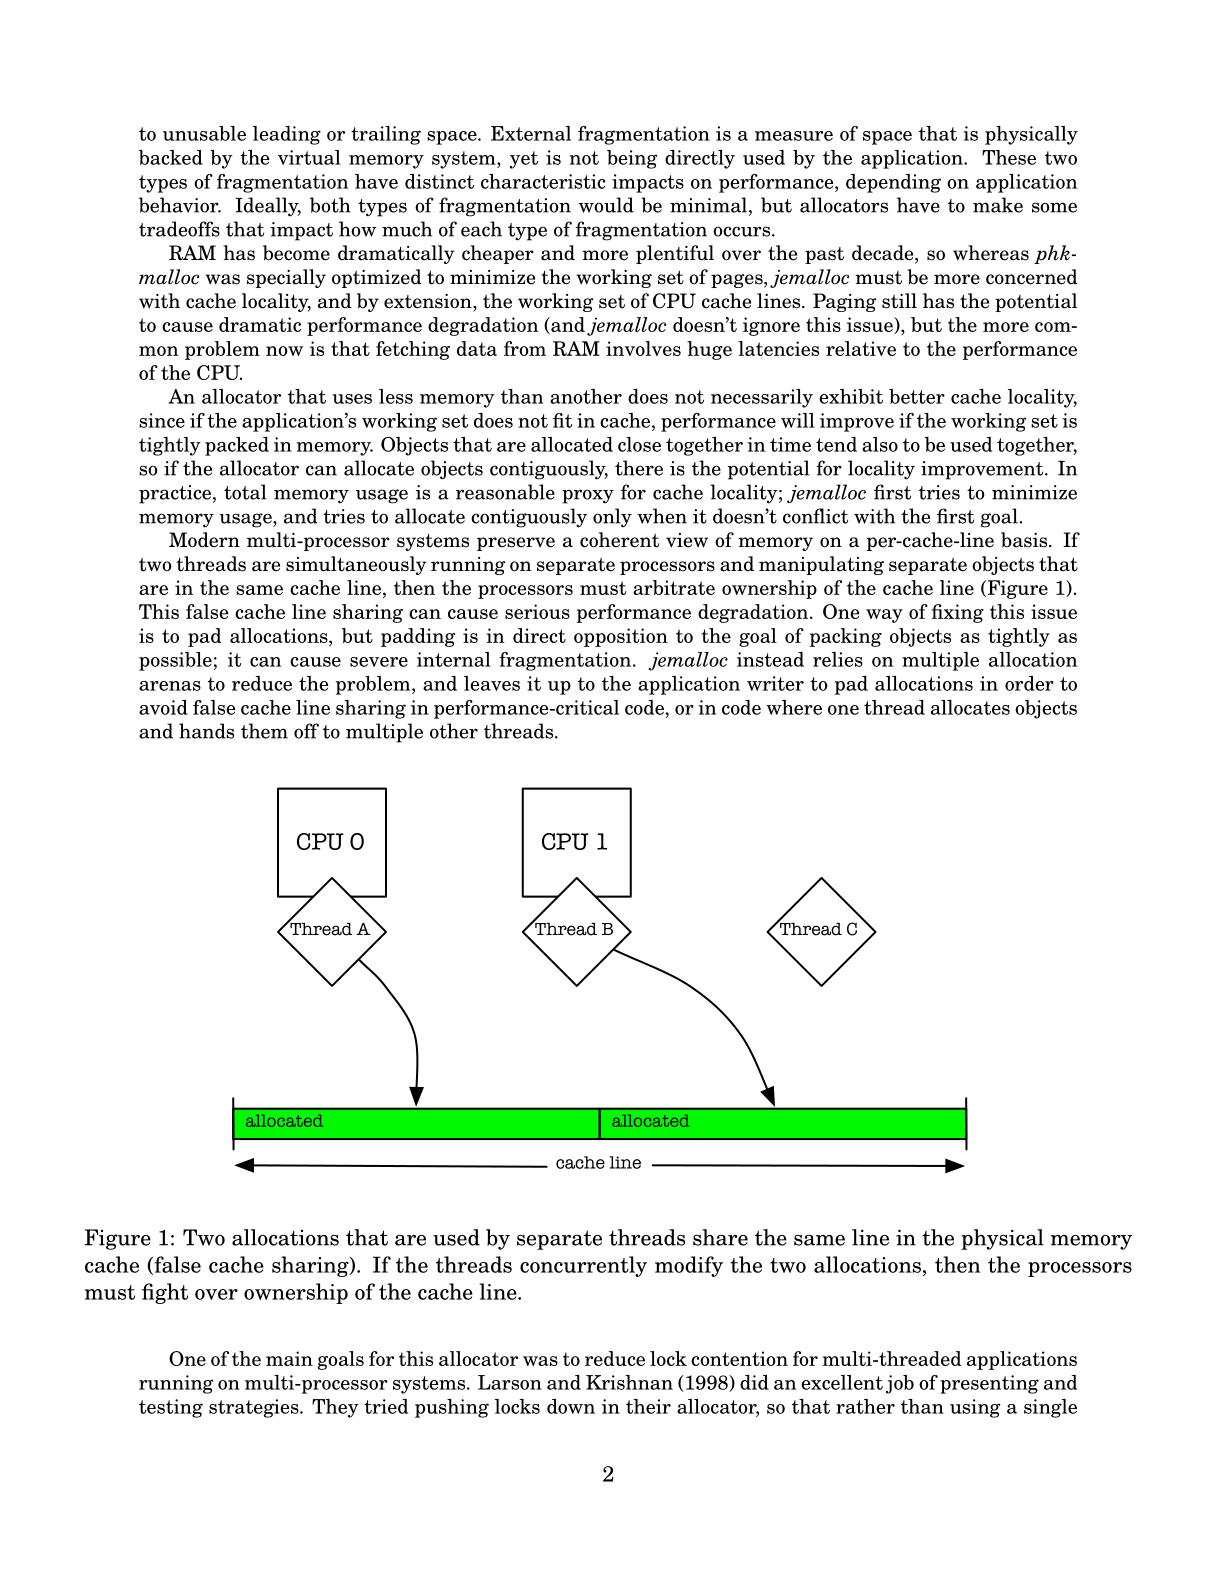 to unusable leading or trailing space. External fragmentation is a measure of space that is physically
backed by the virtual memory system, yet is not being directly used by the application. These two
types of fragmentation have distinct characteristic impacts on performance, depending on application
behavior. Ideally, both types of fragmentation would be minimal, but allocators have to make some
tradeoffs that impact how much of each type of fragmentation occurs.
RAM has become dramatically cheaper and more plentiful over the past decade, so whereas phk-
malloc was specially optimized to minimize the working set of pages, jemalloc must be more concerned
with cache locality, and by extension, the working set of CPU cache lines. Paging still has the potential
to cause dramatic performance degradation (and jemalloc doesn't ignore this issue), but the more com-
mon problem now is that fetching data from RAM involves huge latencies relative to the performance
of the CPU.
An allocator that uses less memory than another does not necessarily exhibit better cache locality,
since if the application's working set does not fit in cache, performance will improve if the working set is
tightly packed in memory. Objects that are allocated close together in time tend also to be used together,
so if the allocator can allocate objects contiguously, there is the potential for locality improvement. In
practice, total memory usage is a reasonable proxy for cache locality; jemalloc first tries to minimize
memory usage, and tries to allocate contiguously only when it doesn't conflict with the first goal.
Modern multi-processor systems preserve a coherent view of memory on a per-cache-line basis. If
two threads are simultaneously running on separate processors and manipulating separate objects that
are in the same cache line, then the processors must arbitrate ownership of the cache line (Figure 1).
This false cache line sharing can cause serious performance degradation. One way of fixing this issue
is to pad allocations, but padding is in direct opposition to the goal of packing objects as tightly as
possible; it can cause severe internal fragmentation. jemalloc instead relies on multiple allocation
arenas to reduce the problem, and leaves it up to the application writer to pad allocations in order to
avoid false cache line sharing in performance-critical code, or in code where one thread allocates objects
and hands them off to multiple other threads.
CPU 0
CPU 1
Thread A
Thread B
Thread C
allocated
allocated
cache line
Figure 1: Two allocations that are used by separate threads share the same line in the physical memory
cache (false cache sharing). If the threads concurrently modify the two allocations, then the processors
must fight over ownership of the cache line.
One of the main goals for this allocator was to reduce lock contention for multi-threaded applications
running on multi-processor systems. Larson and Krishnan (1998) did an excellent job of presenting and
testing strategies. They tried pushing locks down in their allocator, so that rather than using a single
2